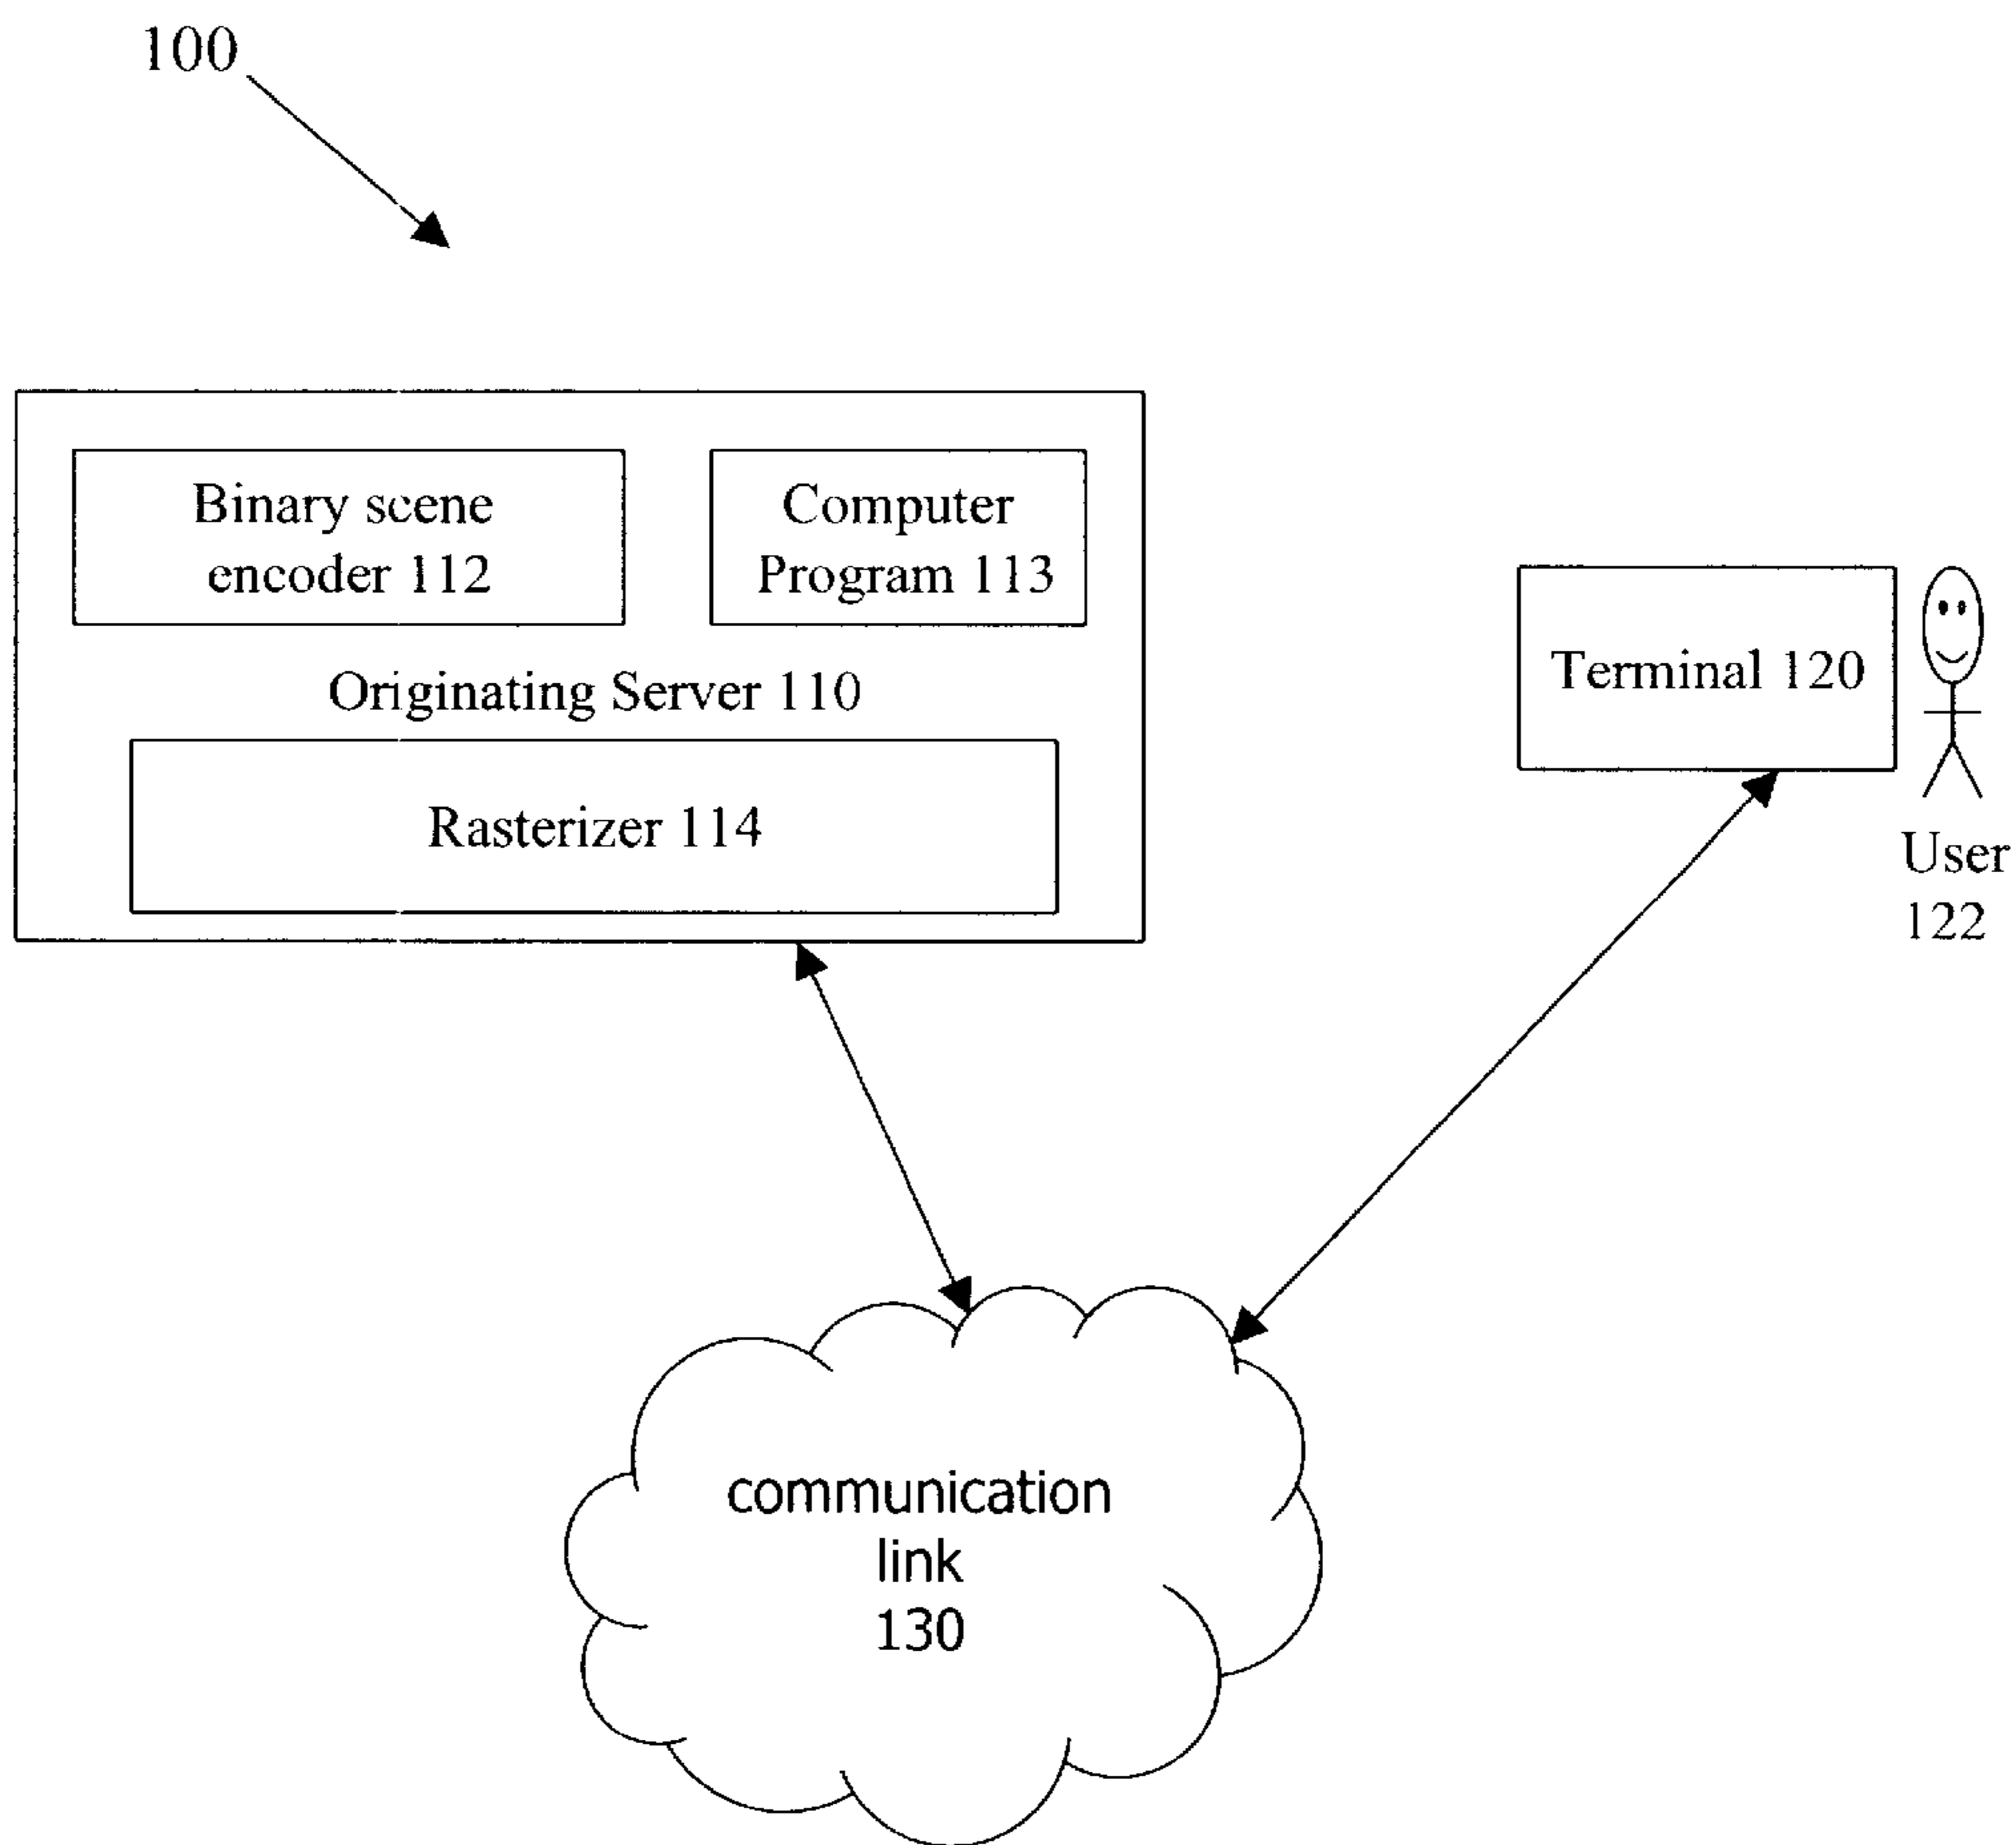 100
Binary scene
encoder 112
Computer
Program 113
Originating Server 110
Rasterizer 114
Terminal 120
User
122
communication
link
130